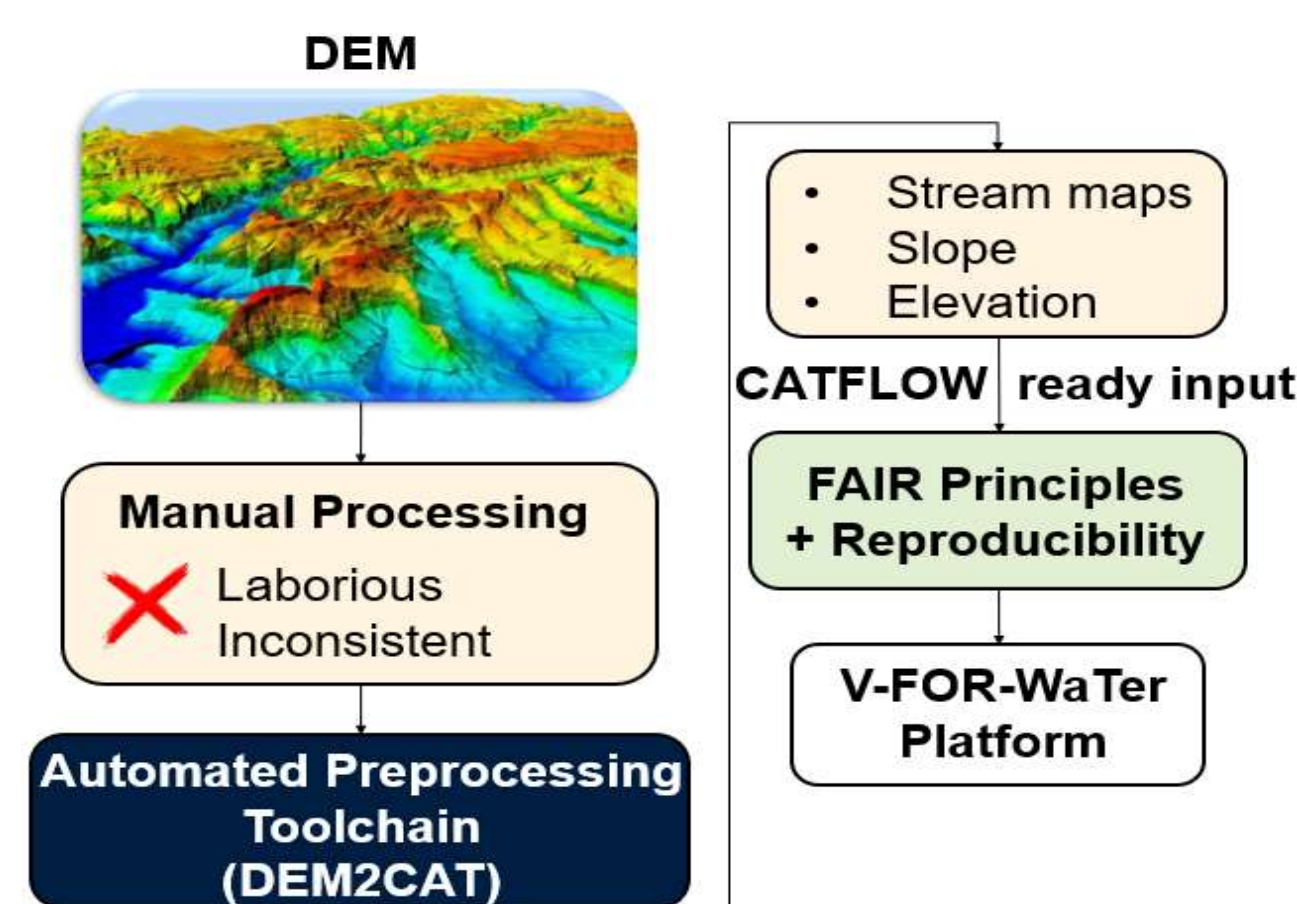 DEM
Manual Processing
Laborious
Inconsistent
Automated Preprocessing
Toolchain
(DEM2CAT)
• Stream maps
• Slope
• Elevation
CATFLOW ready input
FAIR Principles
+ Reproducibility
V-FOR-WaTer
Platform